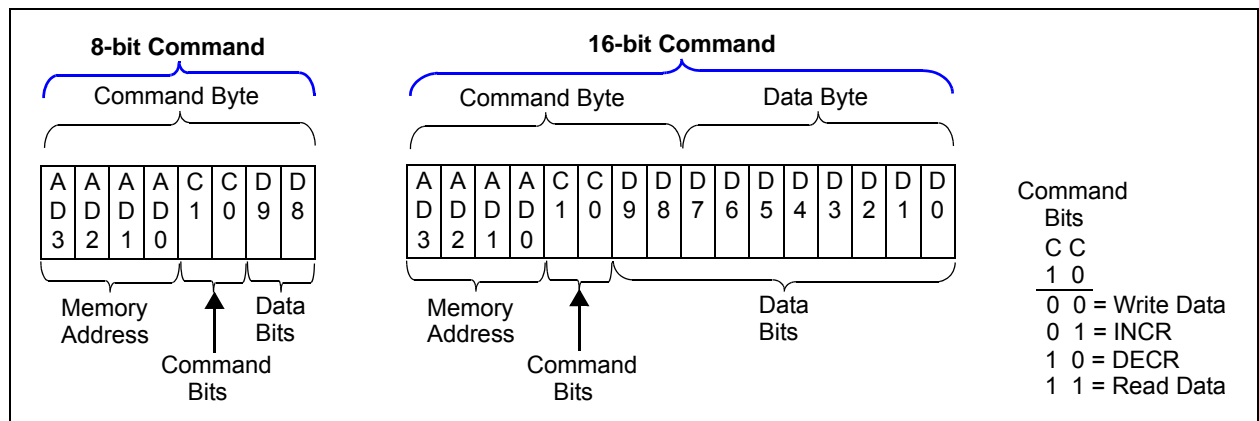 8-bit Command
16-bit Command
Command Byte
Command Byte
Data Byte
A A A A C C D D
D D D D 1 0 9 8
3 2 1 0
A A A A C C D D D D D D D D D D
D D D D 1 0 9 8 7 6 5 4 3 2 1 0
3 2 1 0
Memory
Address
Data
Bits
Command
Bits
Memory
Address
Data
Bits
Command
Bits
Command
Bits
C C
1 0
0 0 = Write Data
0 1 = INCR
1 0 = DECR
1 1 = Read Data